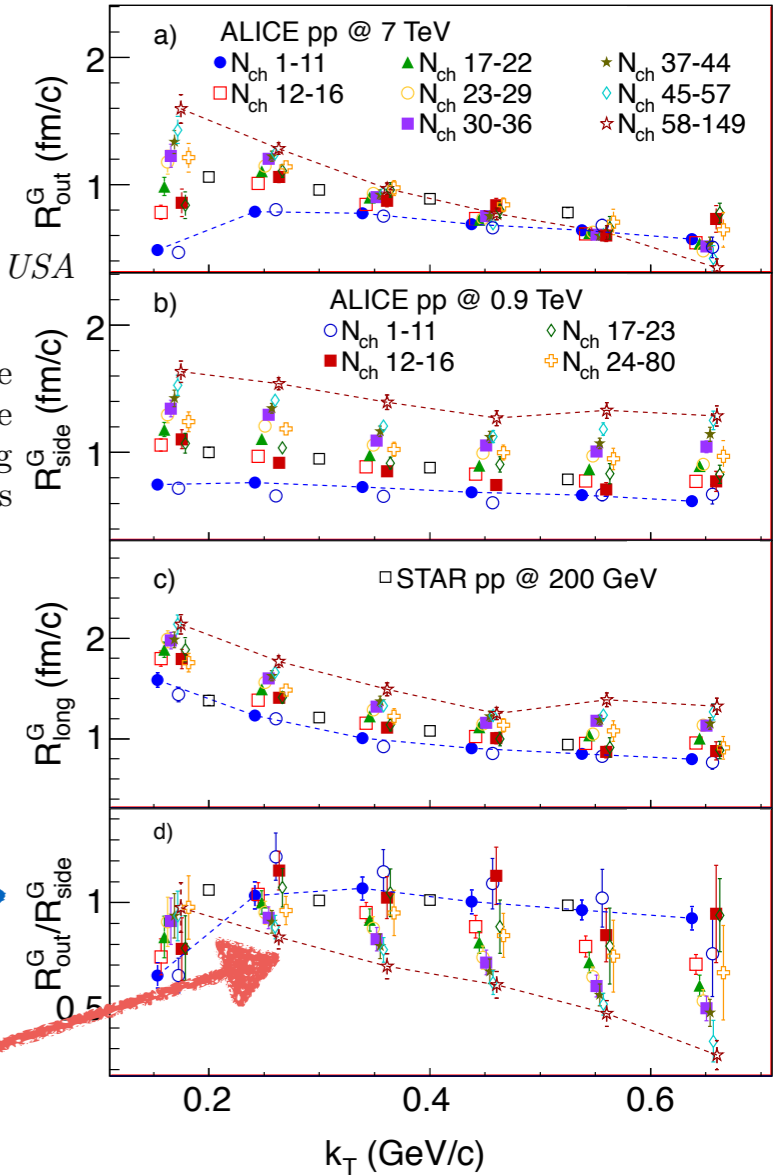 a) ALICE pp @ 7 TeV
N_ch 1-11 N_ch 17-22 N_ch 37-44
N_ch 12-16 N_ch 23-29 N_ch 45-57
N_ch 30-36 N_ch 58-149
2
1
R^G_out (fm/c)
USA
b) ALICE pp @ 0.9 TeV
N_ch 1-11 N_ch 17-23
N_ch 12-16 N_ch 24-80
2
1
R^G_side (fm/c)
e
e
g
s
c) STAR pp @ 200 GeV
2
1
R^G_long (fm/c)
d)
1
0.5
R^G_out/R^G_side
0.2 0.4 0.6
k_T (GeV/c)